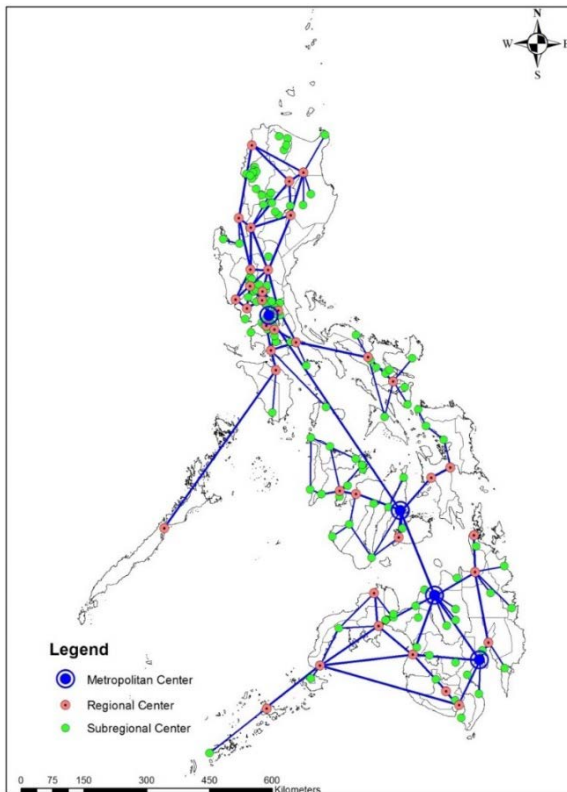 N
W E
S
Legend
Metropolitan Center
Regional Center
Subregional Center
0 75 150 300 450 600
Kilometers